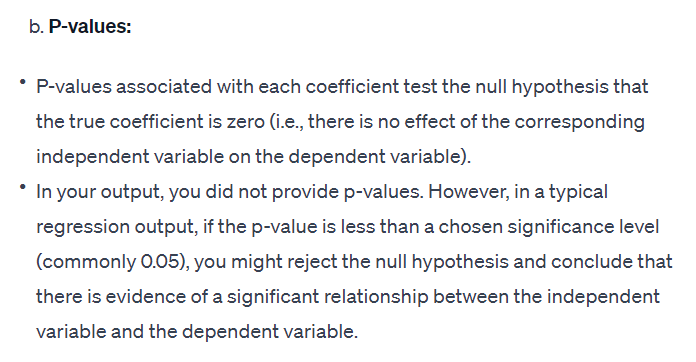 b. P-values:
• P-values associated with each coefficient test the null hypothesis that
the true coefficient is zero (i.e., there is no effect of the corresponding
independent variable on the dependent variable).
• In your output, you did not provide p-values. However, in a typical
regression output, if the p-value is less than a chosen significance level
(commonly 0.05), you might reject the null hypothesis and conclude that
there is evidence of a significant relationship between the independent
variable and the dependent variable.